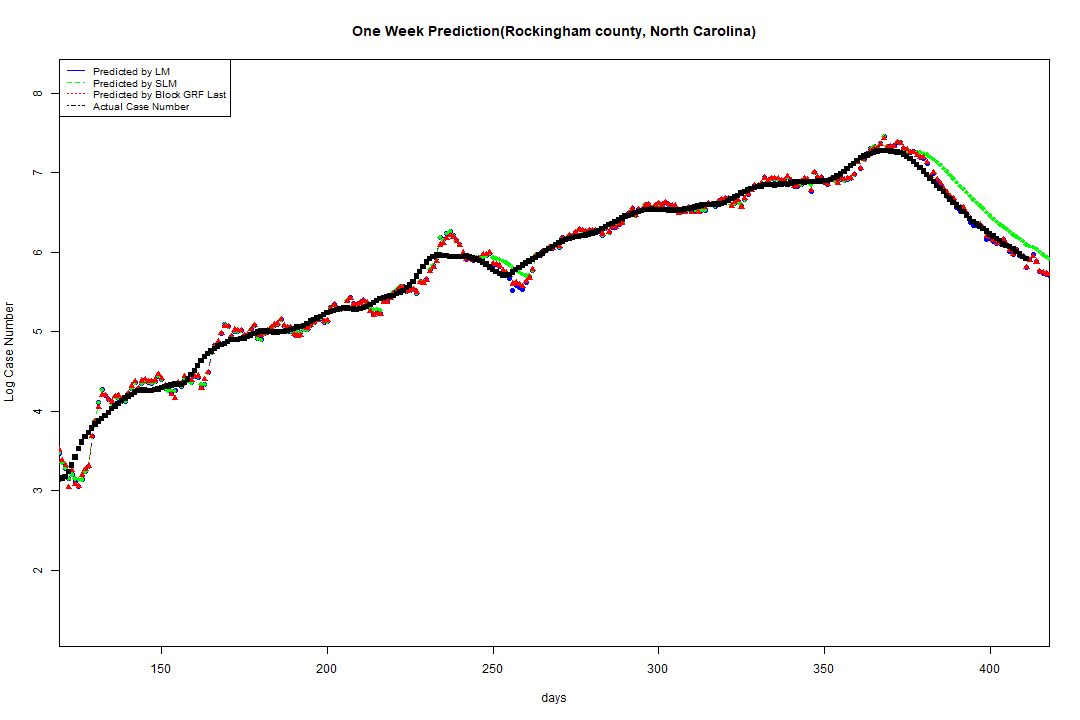 One Week Prediction(Rockingham county, North Carolina)
Predicted by LM
Predicted by SLM
Predicted by Block GRF Last
Actual Case Number
8
7
6
5
4
3
2
Log Case Number
150 200 250 300 350 400
days